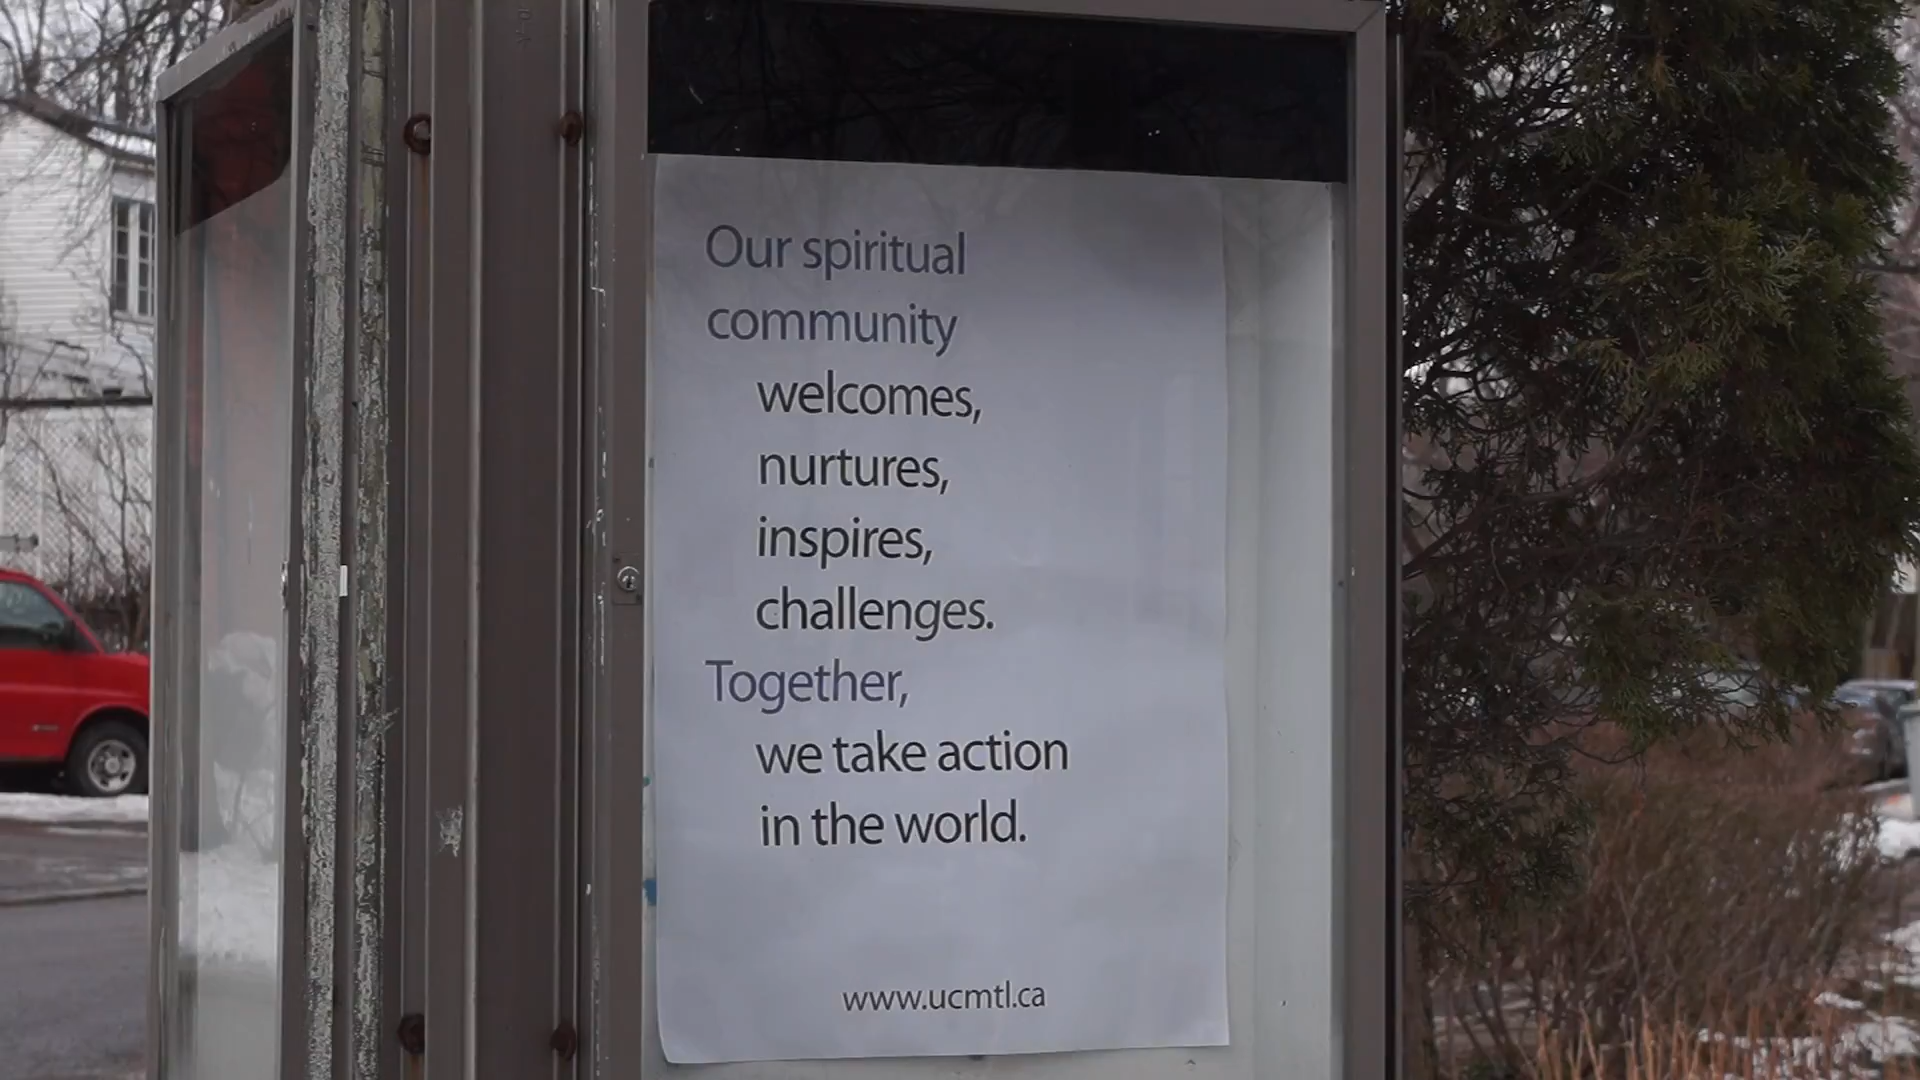 Our spiritual
community
welcomes,
nurtures,
inspires,
challenges.
Together,
we take action
in the world.
www.ucmtl.ca